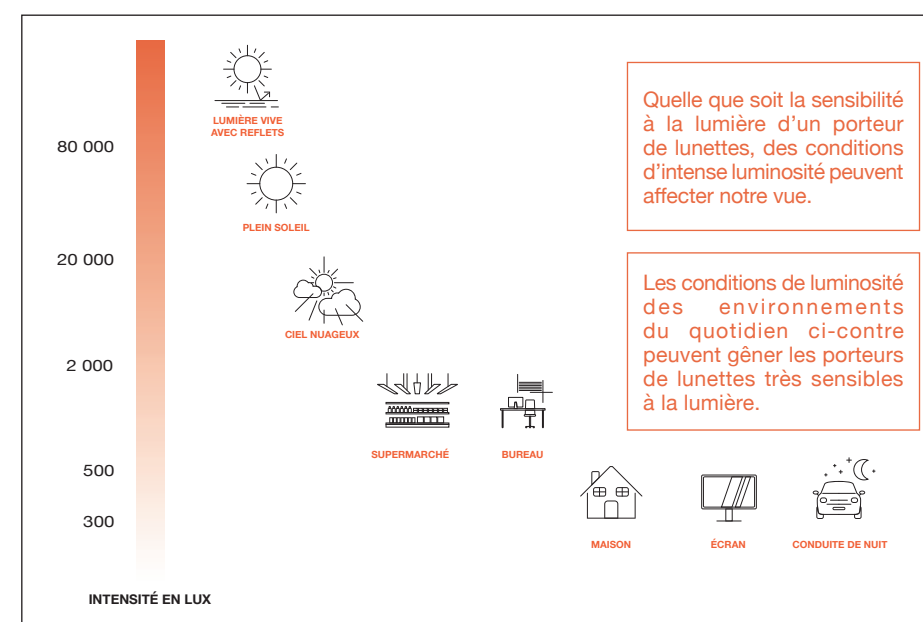 LUMIÈRE VIVE
AVEC REFLETS
80 000
PLEIN SOLEIL
20 000
CIEL NUAGEUX
2 000
SUPERMARCHÉ
BUREAU
500
300
MAISON
ÉCRAN
CONDUITE DE NUIT
INTENSITÉ EN LUX
Quelle que soit la sensibilité
à la lumière d’un porteur
de lunettes, des conditions
d’intense luminosité peuvent
affecter notre vue.
Les conditions de luminosité
des environnements
du quotidien ci-contre
peuvent gêner les porteurs
de lunettes très sensibles
à la lumière.